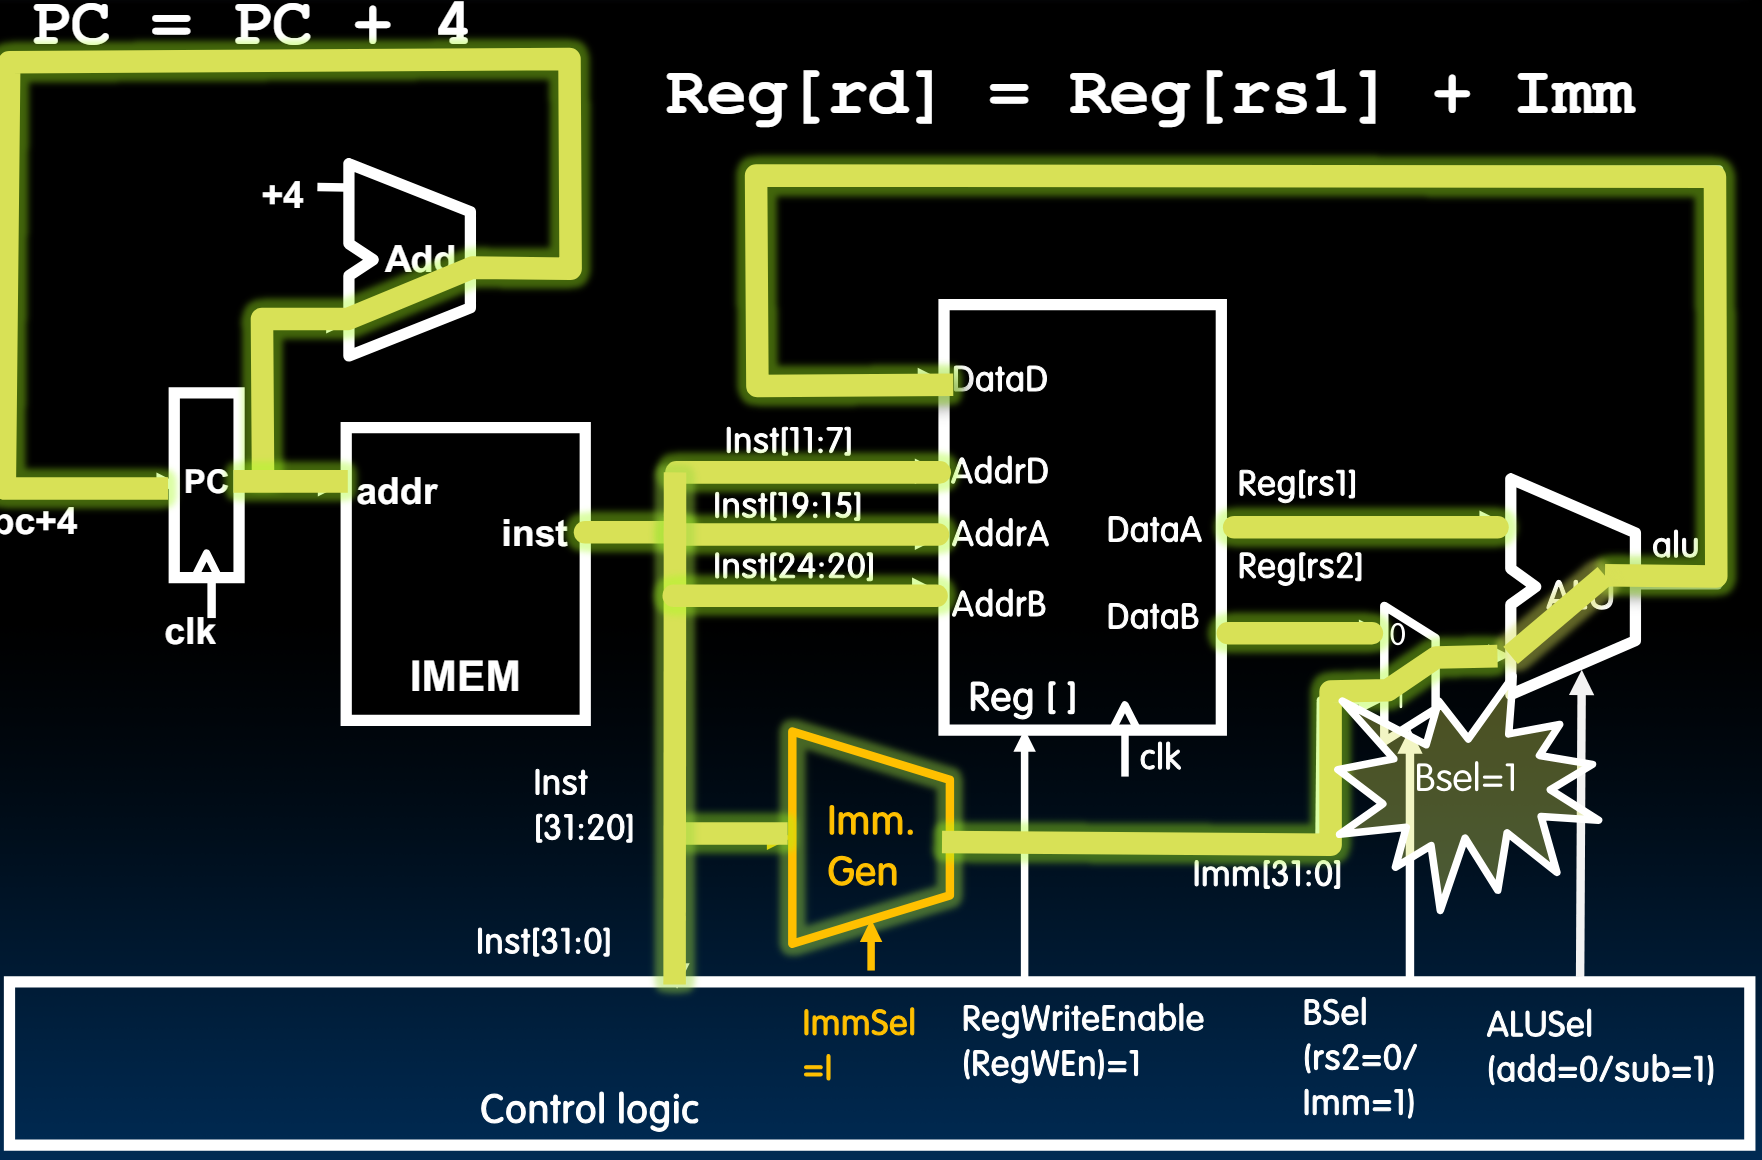 PC = PC + 4
Reg[rd] = Reg[rs1] + Imm
+4
Add
DataD
Inst[11:7]
AddrD
Inst[19:15]
AddrA
Inst[24:20]
AddrB
PC
addr
inst
pc+4
clk
IMEM
Reg[rs1]
DataA
Reg[rs2]
DataB
0
1
alu
ALU
Reg [ ]
clk
Bsel=1
Inst
[31:20]
Imm.
Gen
Imm[31:0]
Inst[31:0]
ImmSel
=I
RegWriteEnable
(RegWEn)=1
BSel
(rs2=0/
Imm=1)
ALUSel
(add=0/sub=1)
Control logic